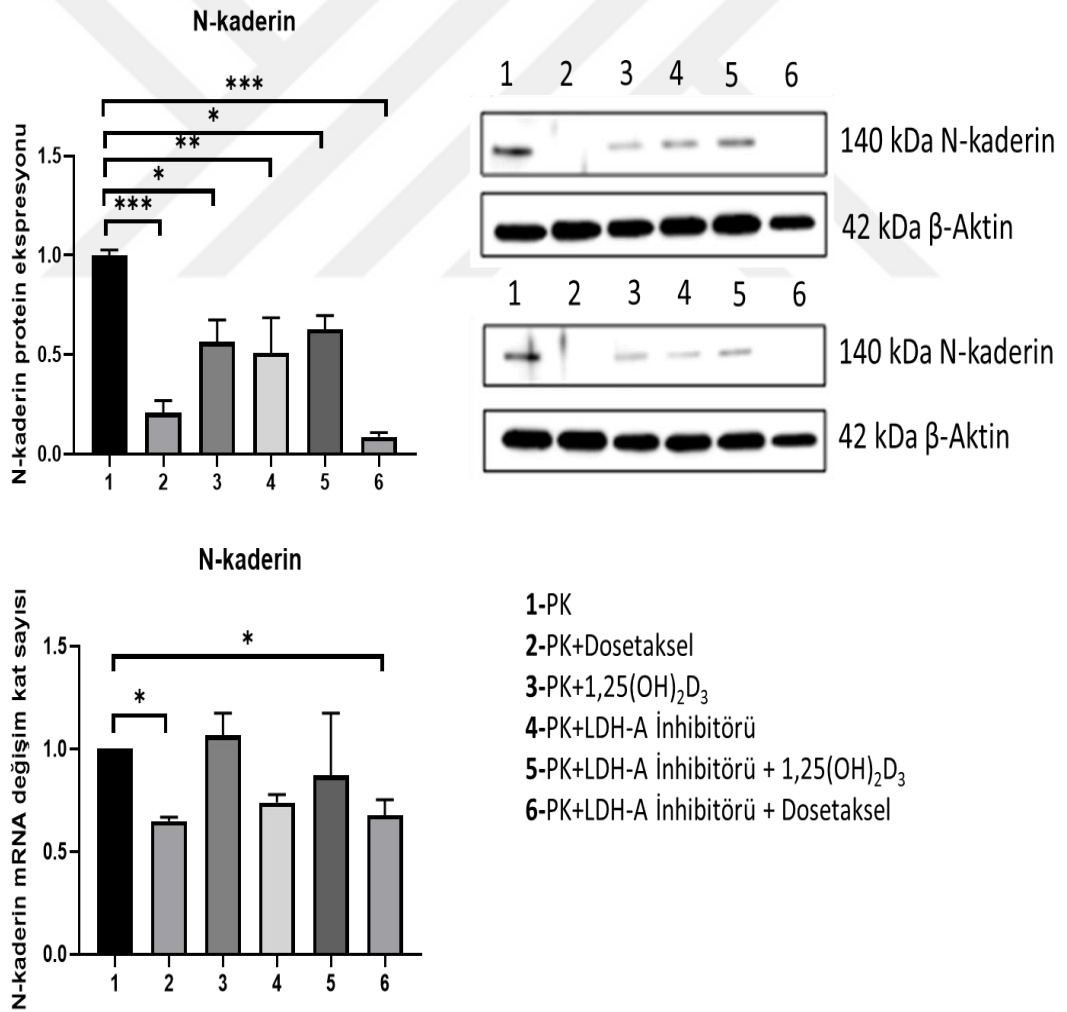 N-kaderin
N-kaderin protein ekspresyonu
***
*
**
*
***
1.5
1.0
0.5
0.0
1 2 3 4 5 6
1 2 3 4 5 6
140 kDa N-kaderin
42 kDa β-Aktin
1 2 3 4 5 6
140 kDa N-kaderin
42 kDa β-Aktin
N-kaderin
N-kaderin mRNA değişim kat sayısı
*
*
1.5
1.0
0.5
0.0
1 2 3 4 5 6
1-PK
2-PK+Dosetaksel
3-PK+1,25(OH)₂D₃
4-PK+LDH-A İnhibitörü
5-PK+LDH-A İnhibitörü + 1,25(OH)₂D₃
6-PK+LDH-A İnhibitörü + Dosetaksel